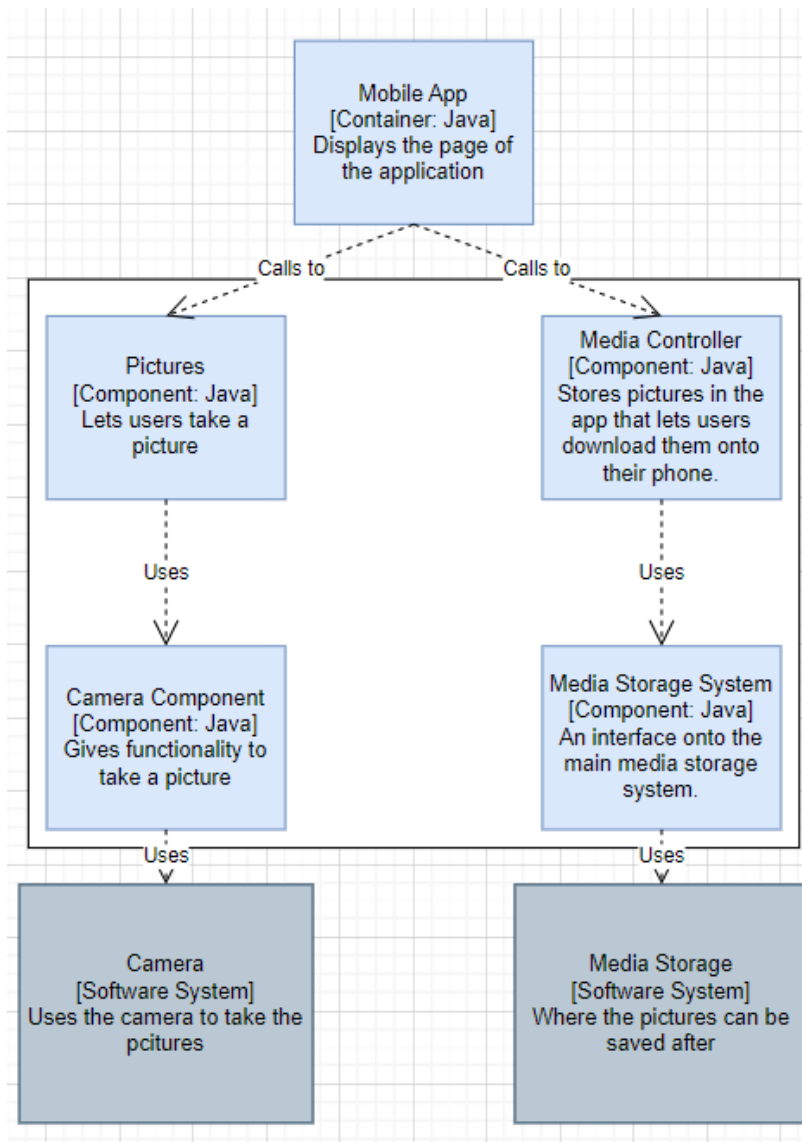 Mobile App
[Container: Java]
Displays the page of
the application
Calls to
Calls to
Pictures
[Component: Java]
Lets users take a
picture
Media Controller
[Component: Java]
Stores pictures in the
app that lets users
download them onto
their phone.
Uses
Uses
Camera Component
[Component: Java]
Gives functionality to
take a picture
Media Storage System
[Component: Java]
An interface onto the
main media storage
system.
Uses
Uses
Camera
[Software System]
Uses the camera to take the
pcitures
Media Storage
[Software System]
Where the pictures can be
saved after